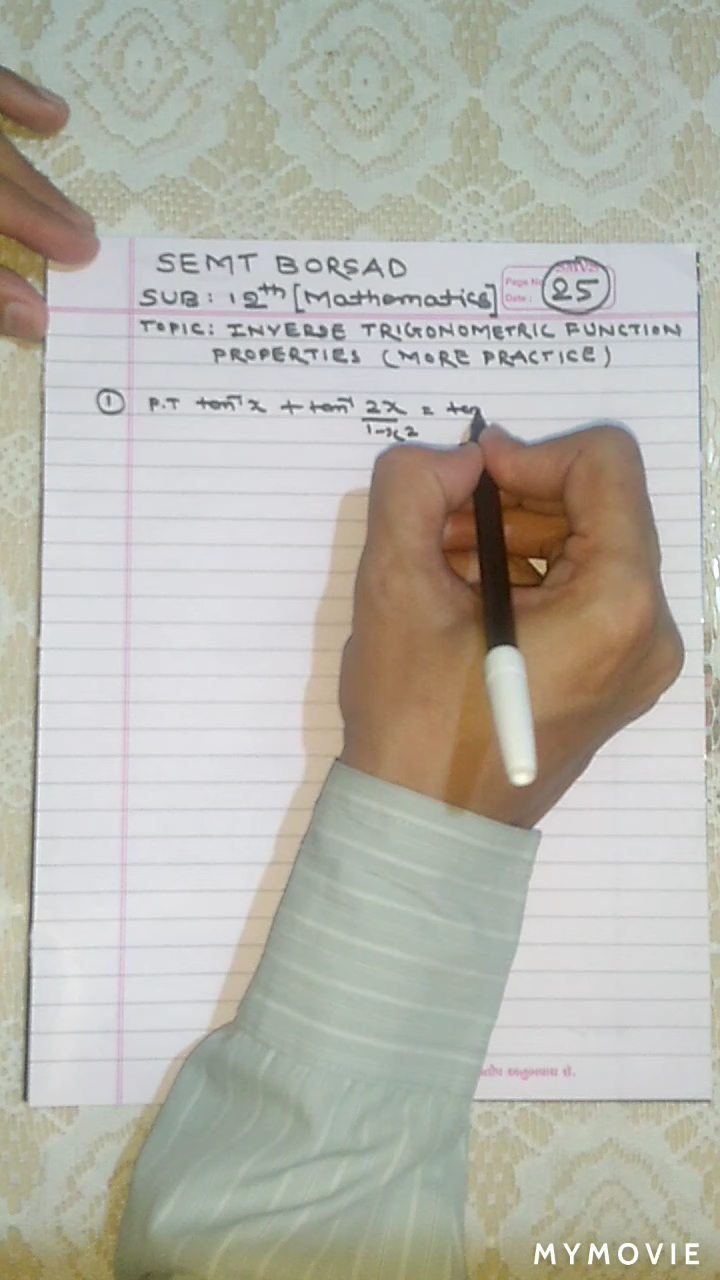 SEMT BORSAD
SUB: 12th [Mathematics]
Page No
Date:
25
TOPIC: INVERSE TRIGONOMETRIC FUNCTION
PROPERTIES (MORE PRACTICE)
① P.T tan⁻¹x + tan⁻¹ 2x/1-x² = tan
MYMOVIE